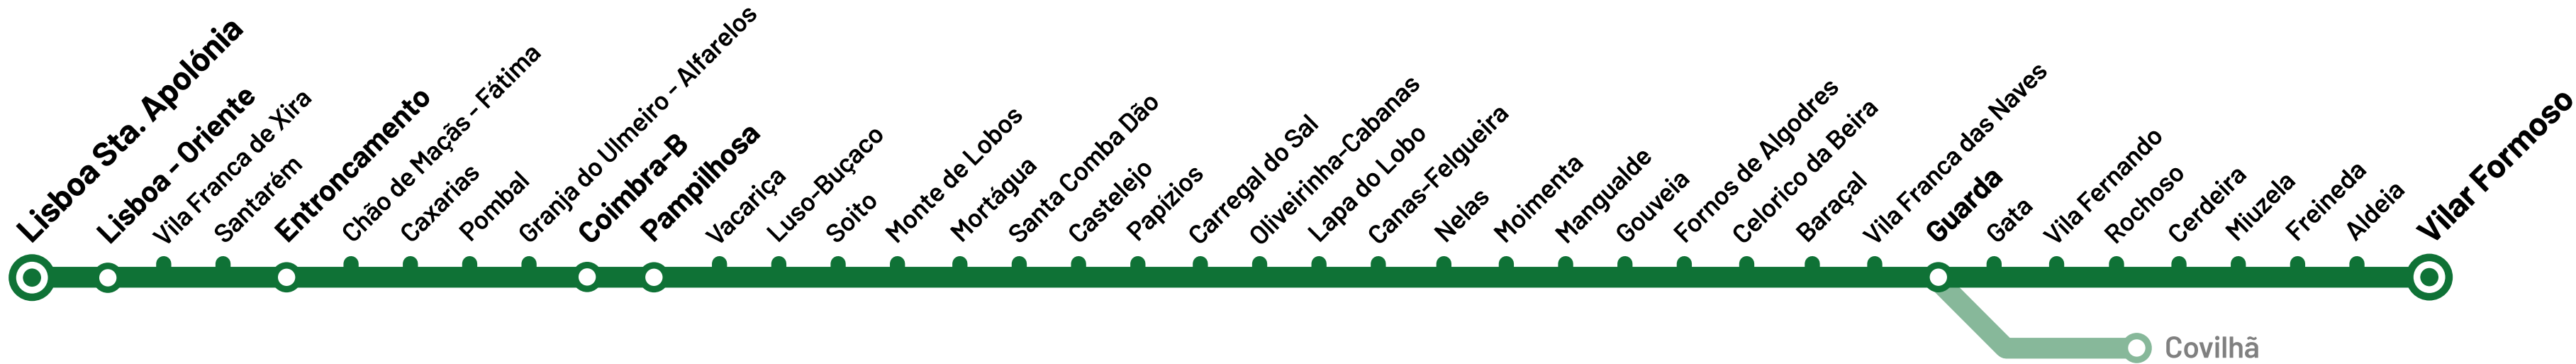 Lisboa Sta. Apolónia
Lisboa - Oriente
Vila Franca de Xira
Santarém
Entroncamento
Chão de Maçãs - Fátima
Caxarias
Pombal
Granja do Ulmeiro - Alfarelos
Coimbra-B
Pampilhosa
Vacariça
Luso-Buçaco
Soito
Monte de Lobos
Mortágua
Santa Comba Dão
Castelejo
Papízios
Carregal do Sal
Oliveirinha-Cabanas
Lapa do Lobo
Canas-Felgueira
Nelas
Moimenta
Mangualde
Gouveia
Fornos de Algodres
Celorico da Beira
Baraçal
Vila Franca das Naves
Guarda
Gata
Vila Fernando
Rochoso
Cerdeira
Miuzela
Freineda
Aldeia
Vilar Formoso
Covilhã